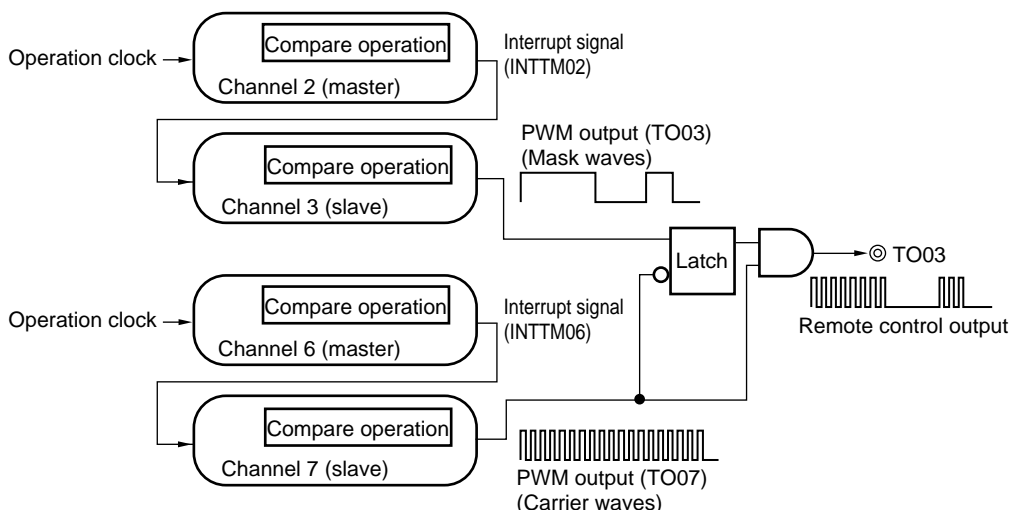 Compare operation
Operation clock
Channel 2 (master)
Interrupt signal
(INTTM02)
Compare operation
Channel 3 (slave)
PWM output (TO03)
(Mask waves)
Latch
TO03
Remote control output
Compare operation
Operation clock
Channel 6 (master)
Interrupt signal
(INTTM06)
Compare operation
Channel 7 (slave)
PWM output (TO07)
(Carrier waves)